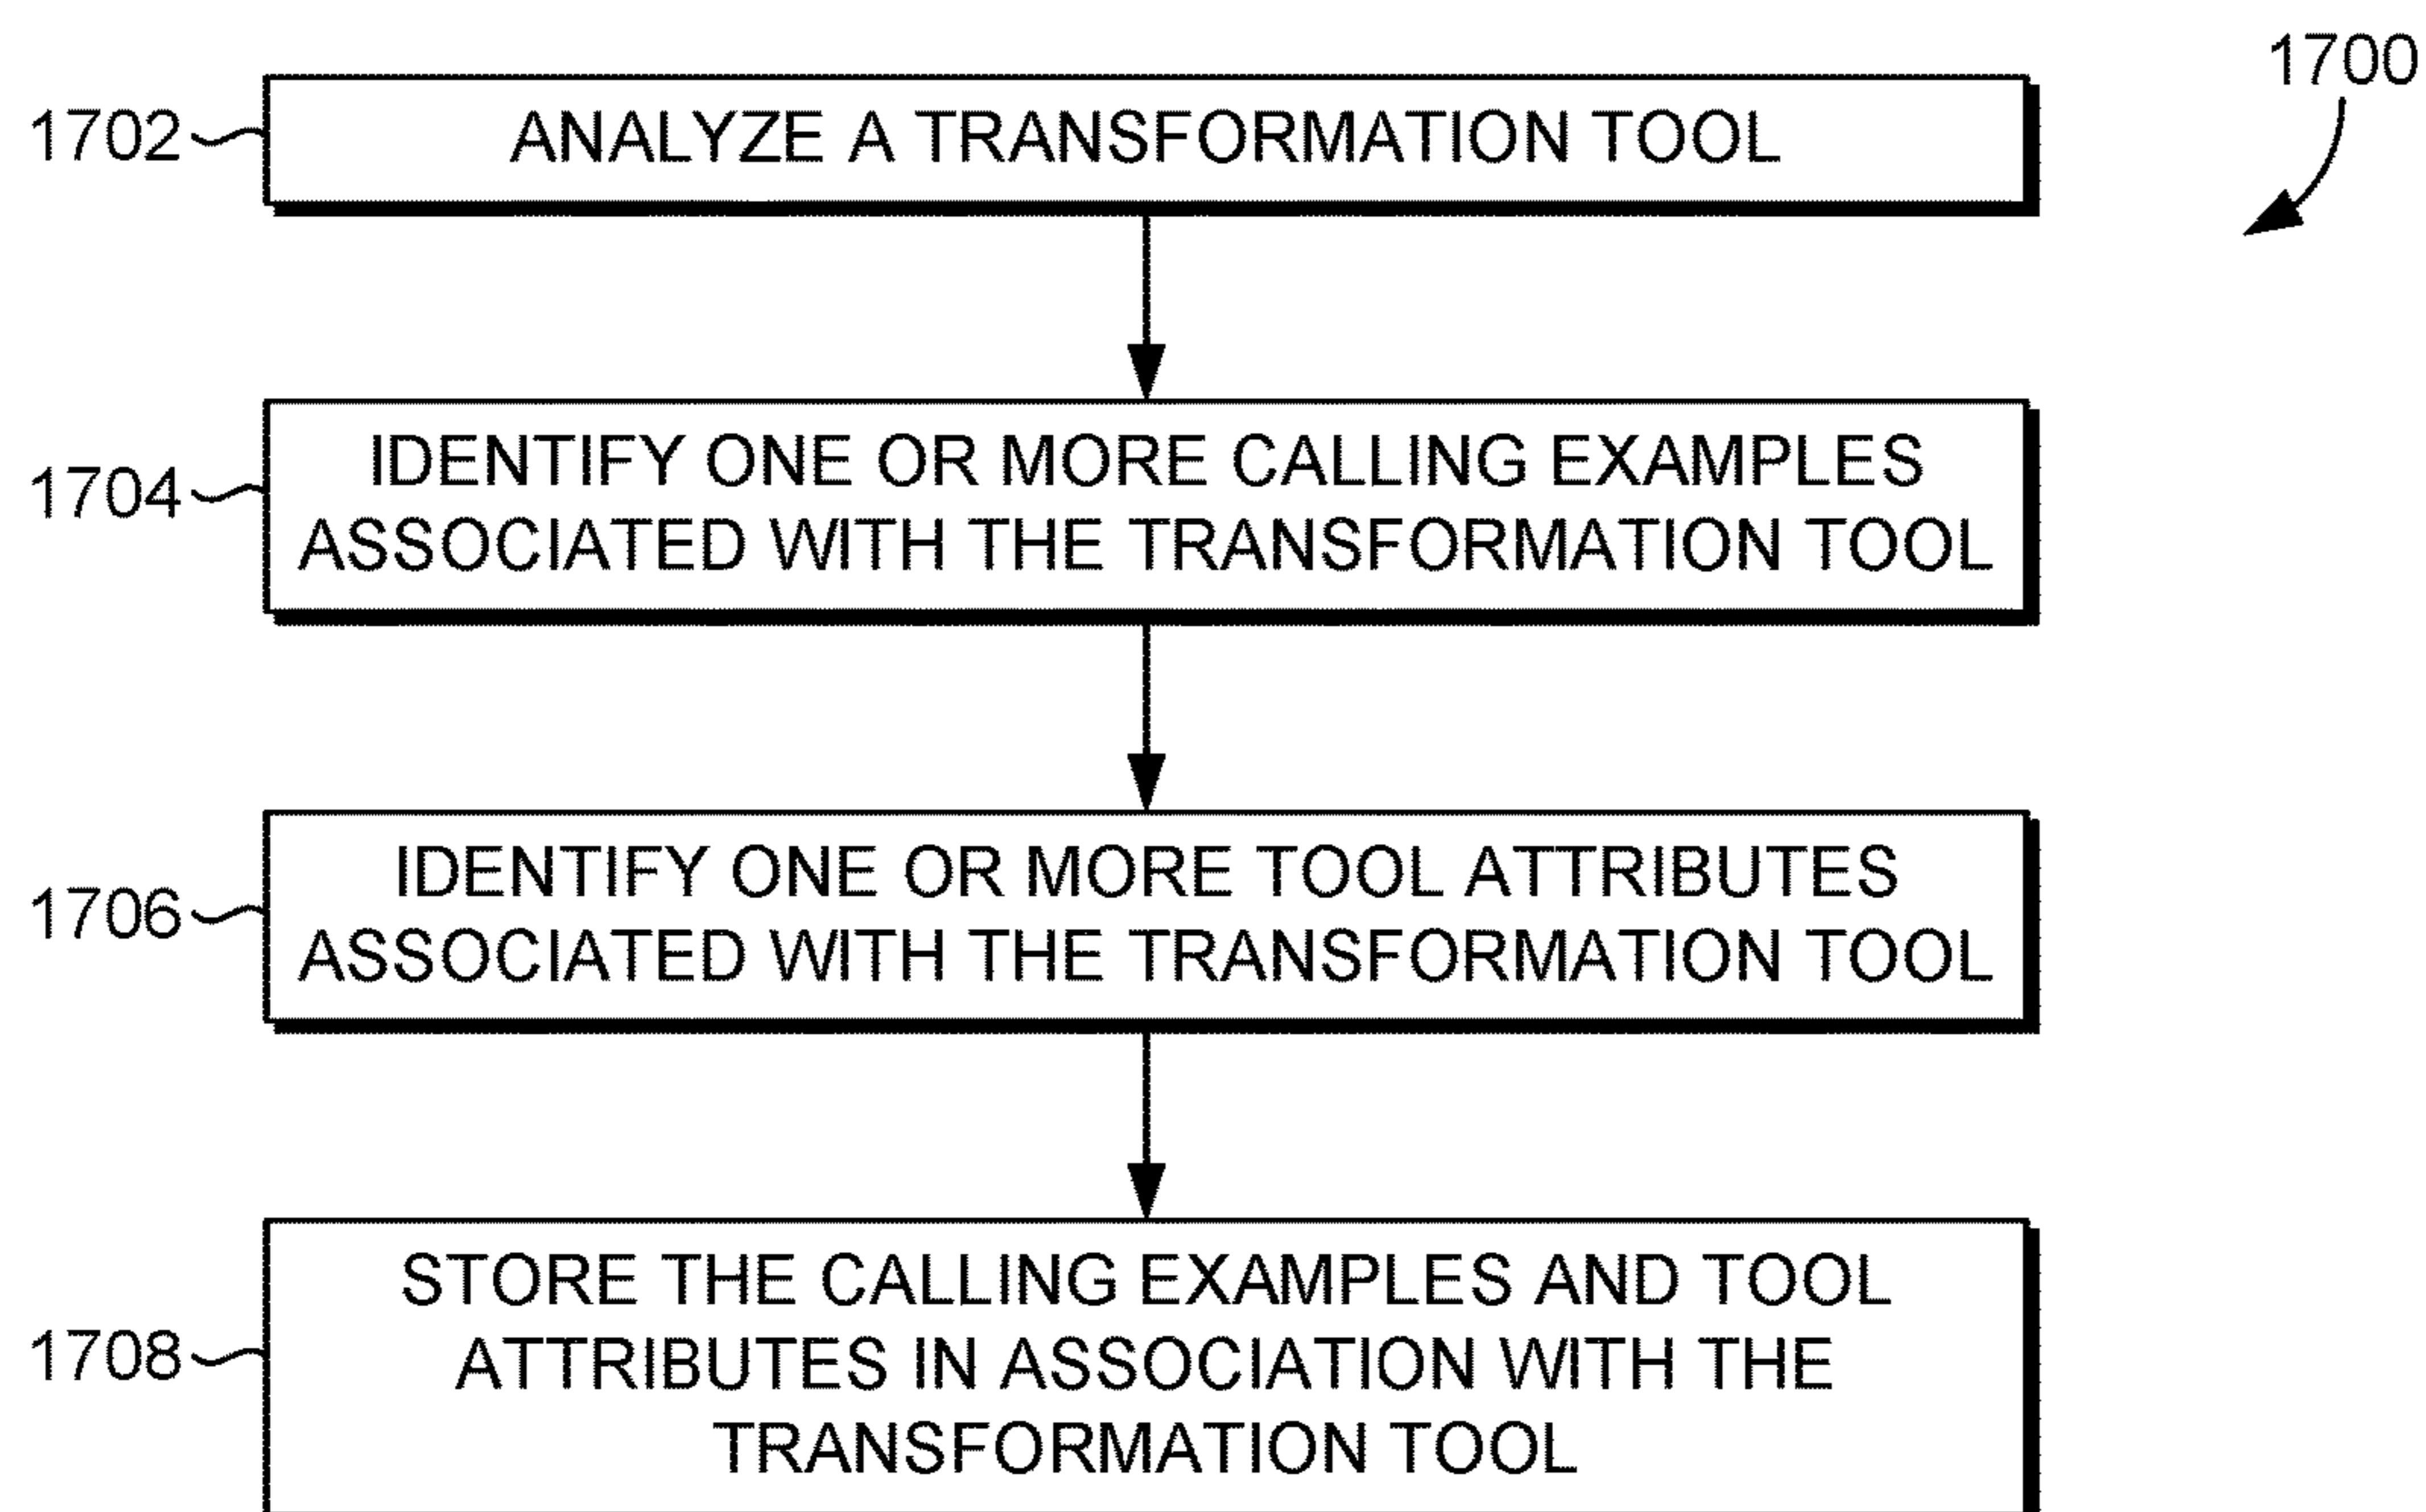 1700
1702
ANALYZE A TRANSFORMATION TOOL
1704
IDENTIFY ONE OR MORE CALLING EXAMPLES
ASSOCIATED WITH THE TRANSFORMATION TOOL
1706
IDENTIFY ONE OR MORE TOOL ATTRIBUTES
ASSOCIATED WITH THE TRANSFORMATION TOOL
1708
STORE THE CALLING EXAMPLES AND TOOL
ATTRIBUTES IN ASSOCIATION WITH THE
TRANSFORMATION TOOL